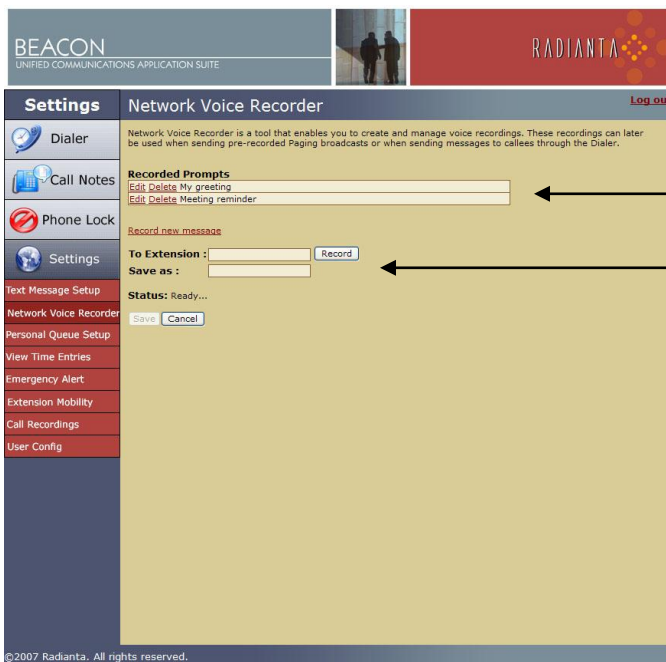 BEACON
UNIFIED COMMUNICATIONS APPLICATION SUITE
RADIANTA
Settings
Network Voice Recorder
Log ou
Dialer
Call Notes
Phone Lock
Settings
Text Message Setup
Network Voice Recorder
Personal Queue Setup
View Time Entries
Emergency Alert
Extension Mobility
Call Recordings
User Config
Network Voice Recorder is a tool that enables you to create and manage voice recordings. These recordings can later
be used when sending pre-recorded Paging broadcasts or when sending messages to callees through the Dialer.
Recorded Prompts
Edit Delete My greeting
Edit Delete Meeting reminder
Record new message
To Extension : Record
Save as :
Status: Ready...
Save Cancel
©2007 Radianta. All rights reserved.